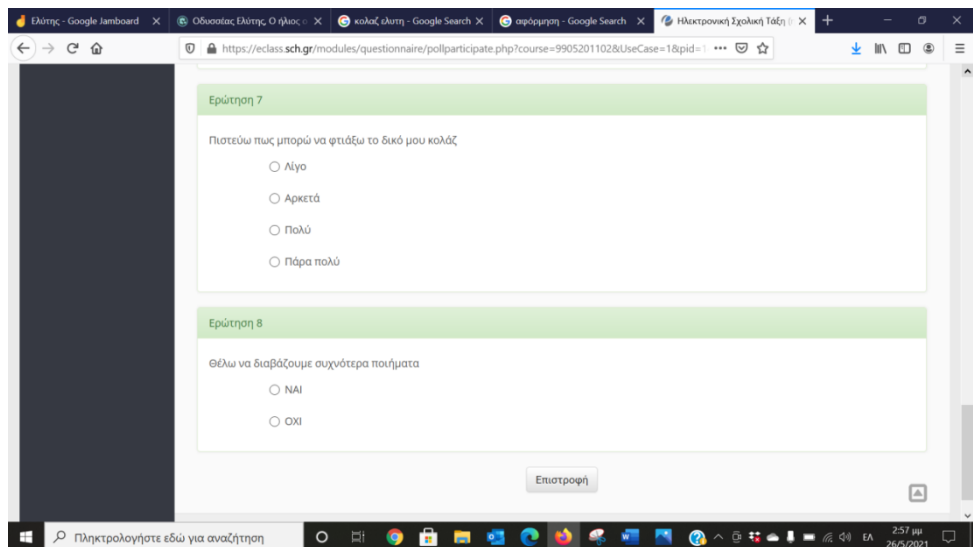 Ελύτης - Google Jamboard
Οδυσσέας Ελύτης, Ο ήλιος ο
κολαζ ελυτη - Google Search
αφόρμηση - Google Search
Ηλεκτρονική Σχολική Τάξη
https://eclass.sch.gr/modules/questionnaire/pollparticipate.php?course=9905201102&UseCase=1&pid=1
Ερώτηση 7
Πιστεύω πως μπορώ να φτιάξω το δικό μου κολάζ
Λίγο
Αρκετά
Πολύ
Πάρα πολύ
Ερώτηση 8
Θέλω να διαβάζουμε συχνότερα ποιήματα
ΝΑΙ
ΟΧΙ
Επιστροφή
Πληκτρολογήστε εδώ για αναζήτηση
ΕΛ
2:57 μμ
26/5/2021